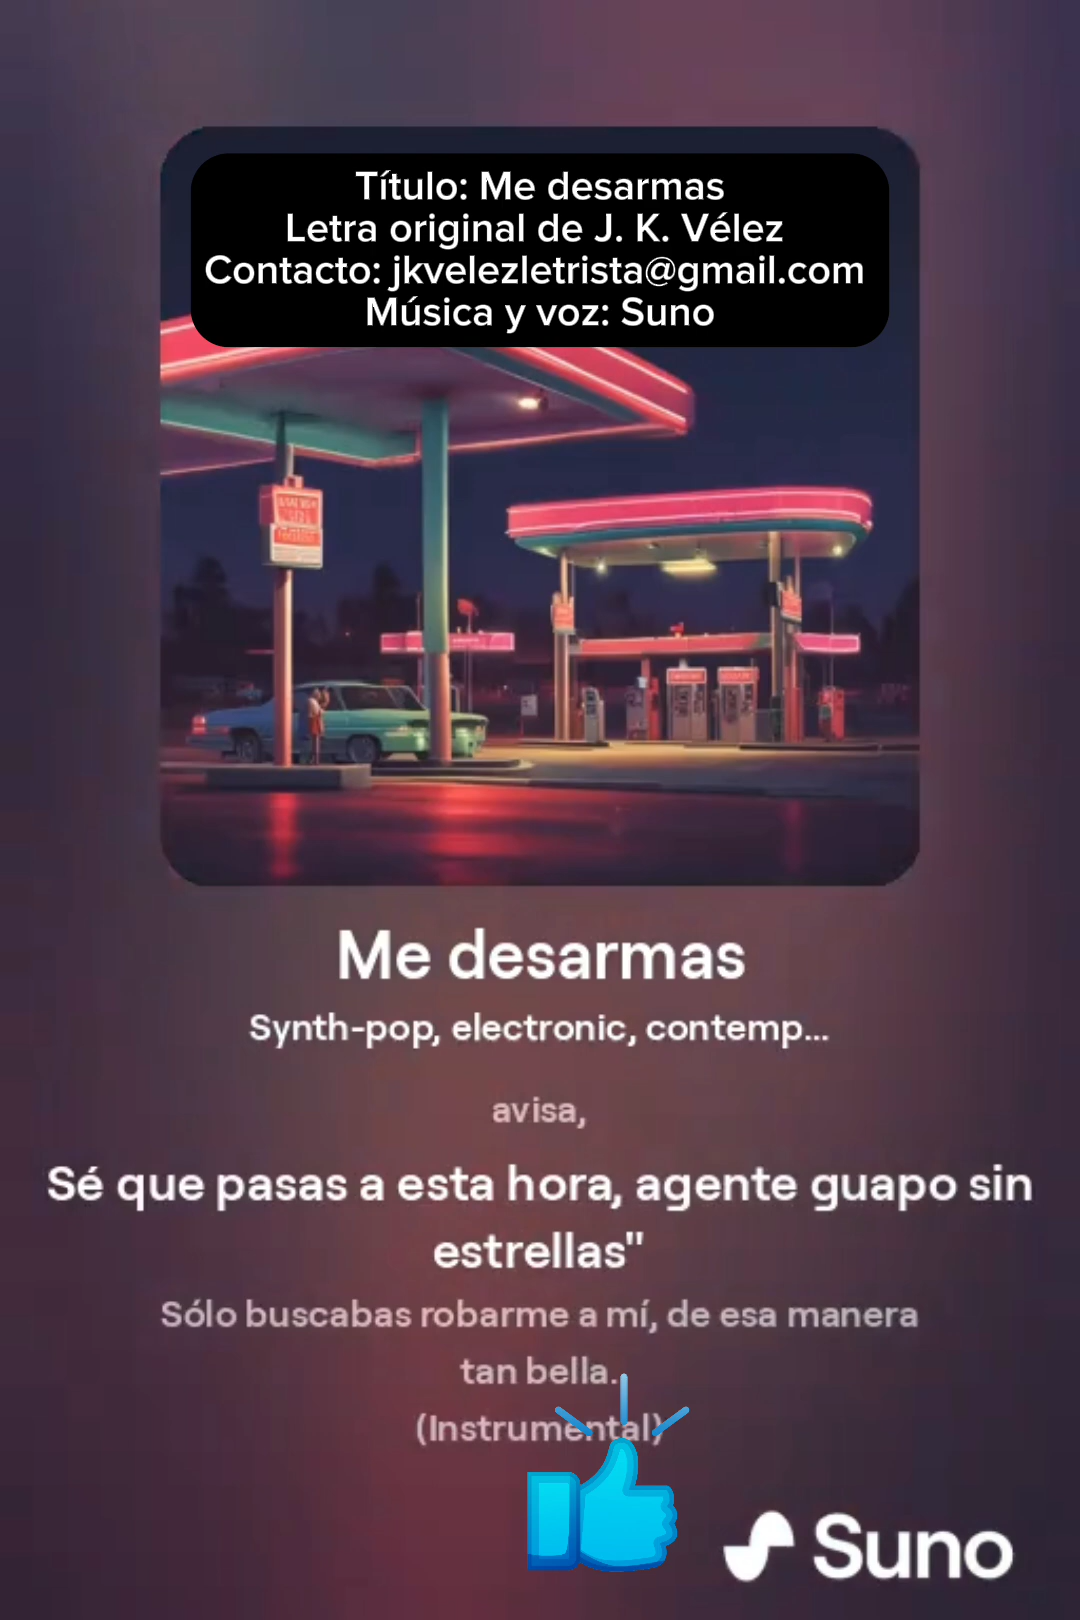 Título: Me desarmas
Letra original de J. K. Vélez
Contacto: jkvelezletrista@gmail.com
Música y voz: Suno
Me desarmas
Synth-pop, electronic, contemp...
avisa,
Sé que pasas a esta hora, agente guapo sin
estrellas"
Sólo buscabas robarme a mí, de esa manera
tan bella.
(Instrumental)
Suno